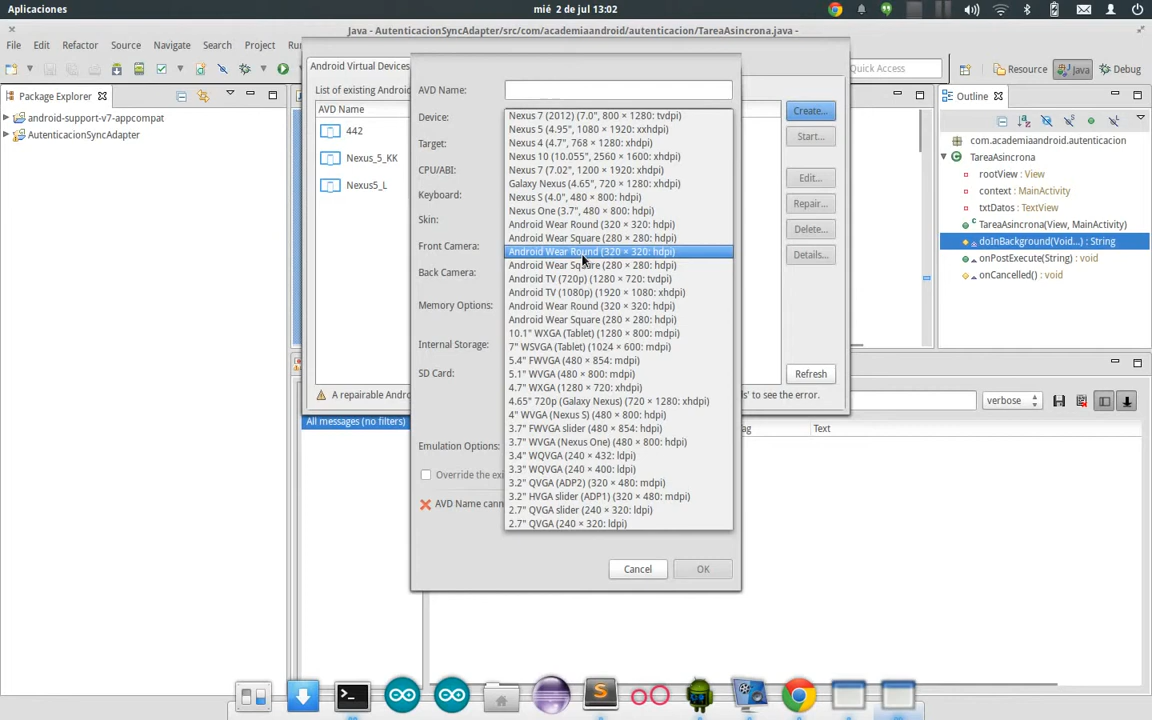 Aplicaciones
mié 2 de jul 13:02
Java - AutenticacionSyncAdapter/src/com/academiaandroid/autenticacion/TareaAsincrona.java -
File Edit Refactor Source Navigate Search Project
Quick Access
Resource
Java
Debug
Package Explorer
android-support-v7-appcompat
AutenticacionSyncAdapter
Android Virtual Devices
AVD Name
442
Nexus_5_KK
Nexus5_L
Create...
Start...
Edit...
Repair...
Delete...
Details...
Refresh
AVD Name:
Device:
Target:
CPU/ABI:
Keyboard:
Skin:
Front Camera:
Back Camera:
Memory Options:
Internal Storage:
SD Card:
Emulation Options:
Nexus 7 (2012) (7.0", 800 × 1280: tvdpi)
Nexus 5 (4.95", 1080 × 1920: xxhdpi)
Nexus 4 (4.7", 768 × 1280: xhdpi)
Nexus 10 (10.055", 2560 × 1600: xhdpi)
Nexus 7 (7.02", 1200 × 1920: xhdpi)
Galaxy Nexus (4.65", 720 × 1280: xhdpi)
Nexus S (4.0", 480 × 800: hdpi)
Nexus One (3.7", 480 × 800: hdpi)
Android Wear Round (320 × 320: hdpi)
Android Wear Square (280 × 280: hdpi)
Android Wear Round (320 × 320: hdpi)
Android Wear Square (280 × 280: hdpi)
Android TV (720p) (1280 × 720: tvdpi)
Android TV (1080p) (1920 × 1080: xhdpi)
Android Wear Round (320 × 320: hdpi)
Android Wear Square (280 × 280: hdpi)
10.1" WXGA (Tablet) (1280 × 800: mdpi)
7" WSVGA (Tablet) (1024 × 600: mdpi)
5.4" FWVGA (480 × 854: mdpi)
5.1" WVGA (480 × 800: mdpi)
4.7" WXGA (1280 × 720: xhdpi)
4.65" 720p (Galaxy Nexus) (720 × 1280: xhdpi)
4" WVGA (Nexus S) (480 × 800: hdpi)
3.7" FWVGA slider (480 × 854: hdpi)
3.7" WVGA (Nexus One) (480 × 800: hdpi)
3.4" WQVGA (240 × 432: ldpi)
3.3" WQVGA (240 × 400: ldpi)
3.2" QVGA (ADP2) (320 × 480: mdpi)
3.2" HVGA slider (ADP1) (320 × 480: mdpi)
2.7" QVGA slider (240 × 320: ldpi)
2.7" QVGA (240 × 320: ldpi)
Cancel
OK
Outline
com.academiaandroid.autenticacion
TareaAsincrona
rootView : View
context : MainActivity
txtDatos : TextView
TareaAsincrona(View, MainActivity)
doInBackground(Void...) : String
onPostExecute(String) : void
onCancelled() : void
to see the error.
All messages (no filters)
verbose
Text